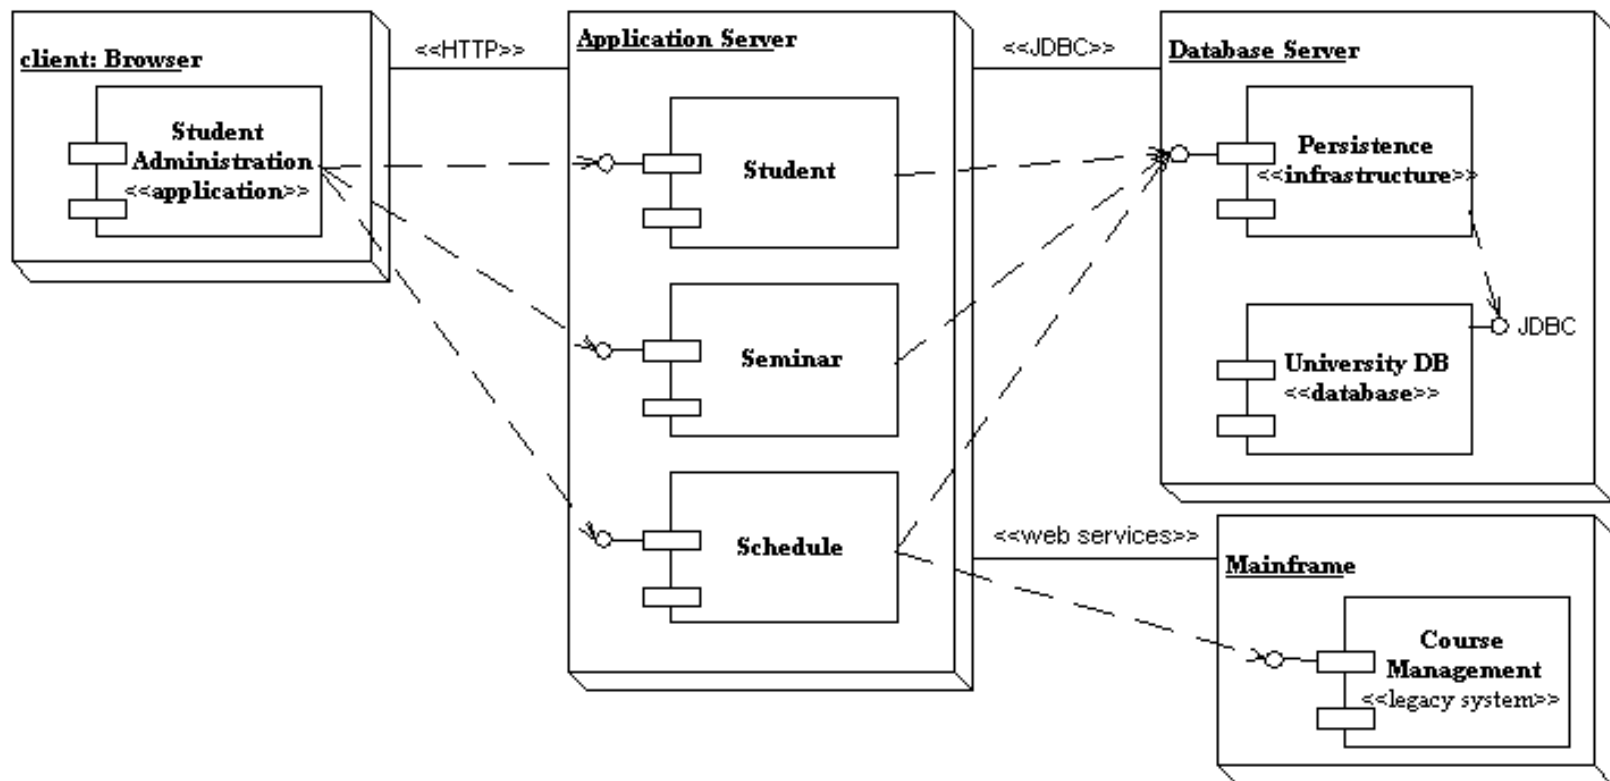 client: Browser
Student
Administration
<<application>>
<<HTTP>>
Application Server
Student
Seminar
Schedule
<<JDBC>>
Database Server
Persistence
<<infrastructure>>
JDBC
University DB
<<database>>
<<web services>>
Mainframe
Course
Management
<<legacy system>>